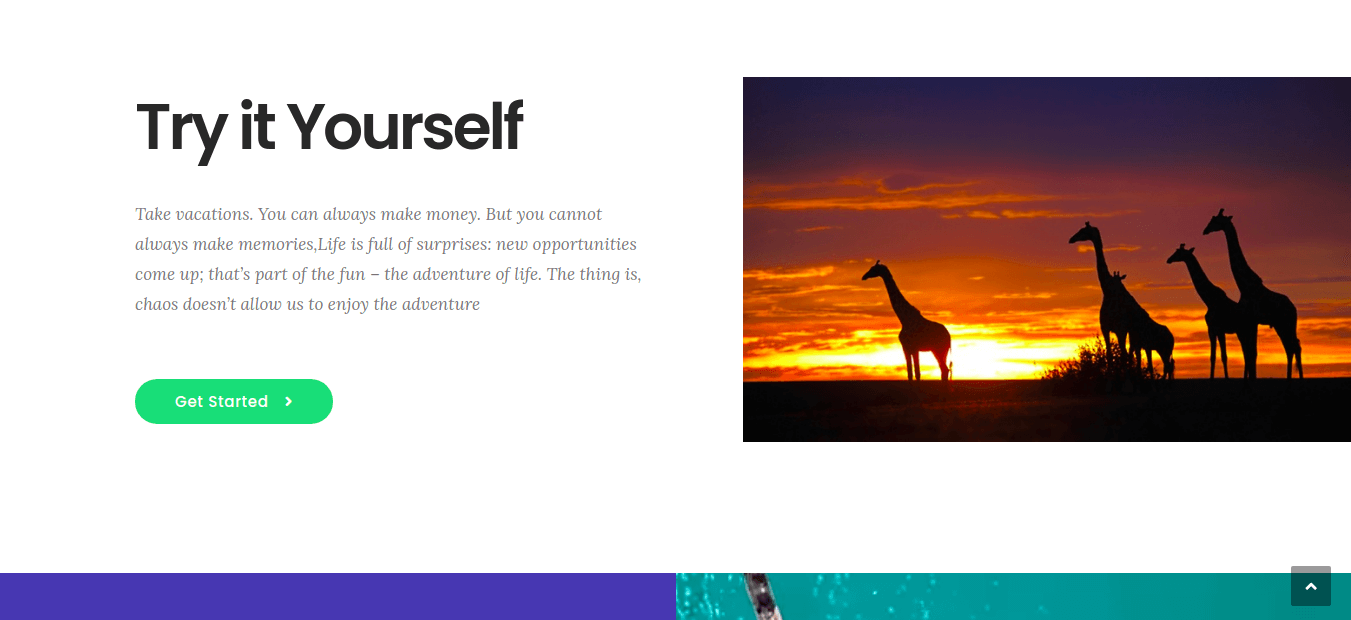 Try it Yourself
Take vacations. You can always make money. But you cannot
always make memories,Life is full of surprises: new opportunities
come up; that’s part of the fun – the adventure of life. The thing is,
chaos doesn’t allow us to enjoy the adventure
Get Started